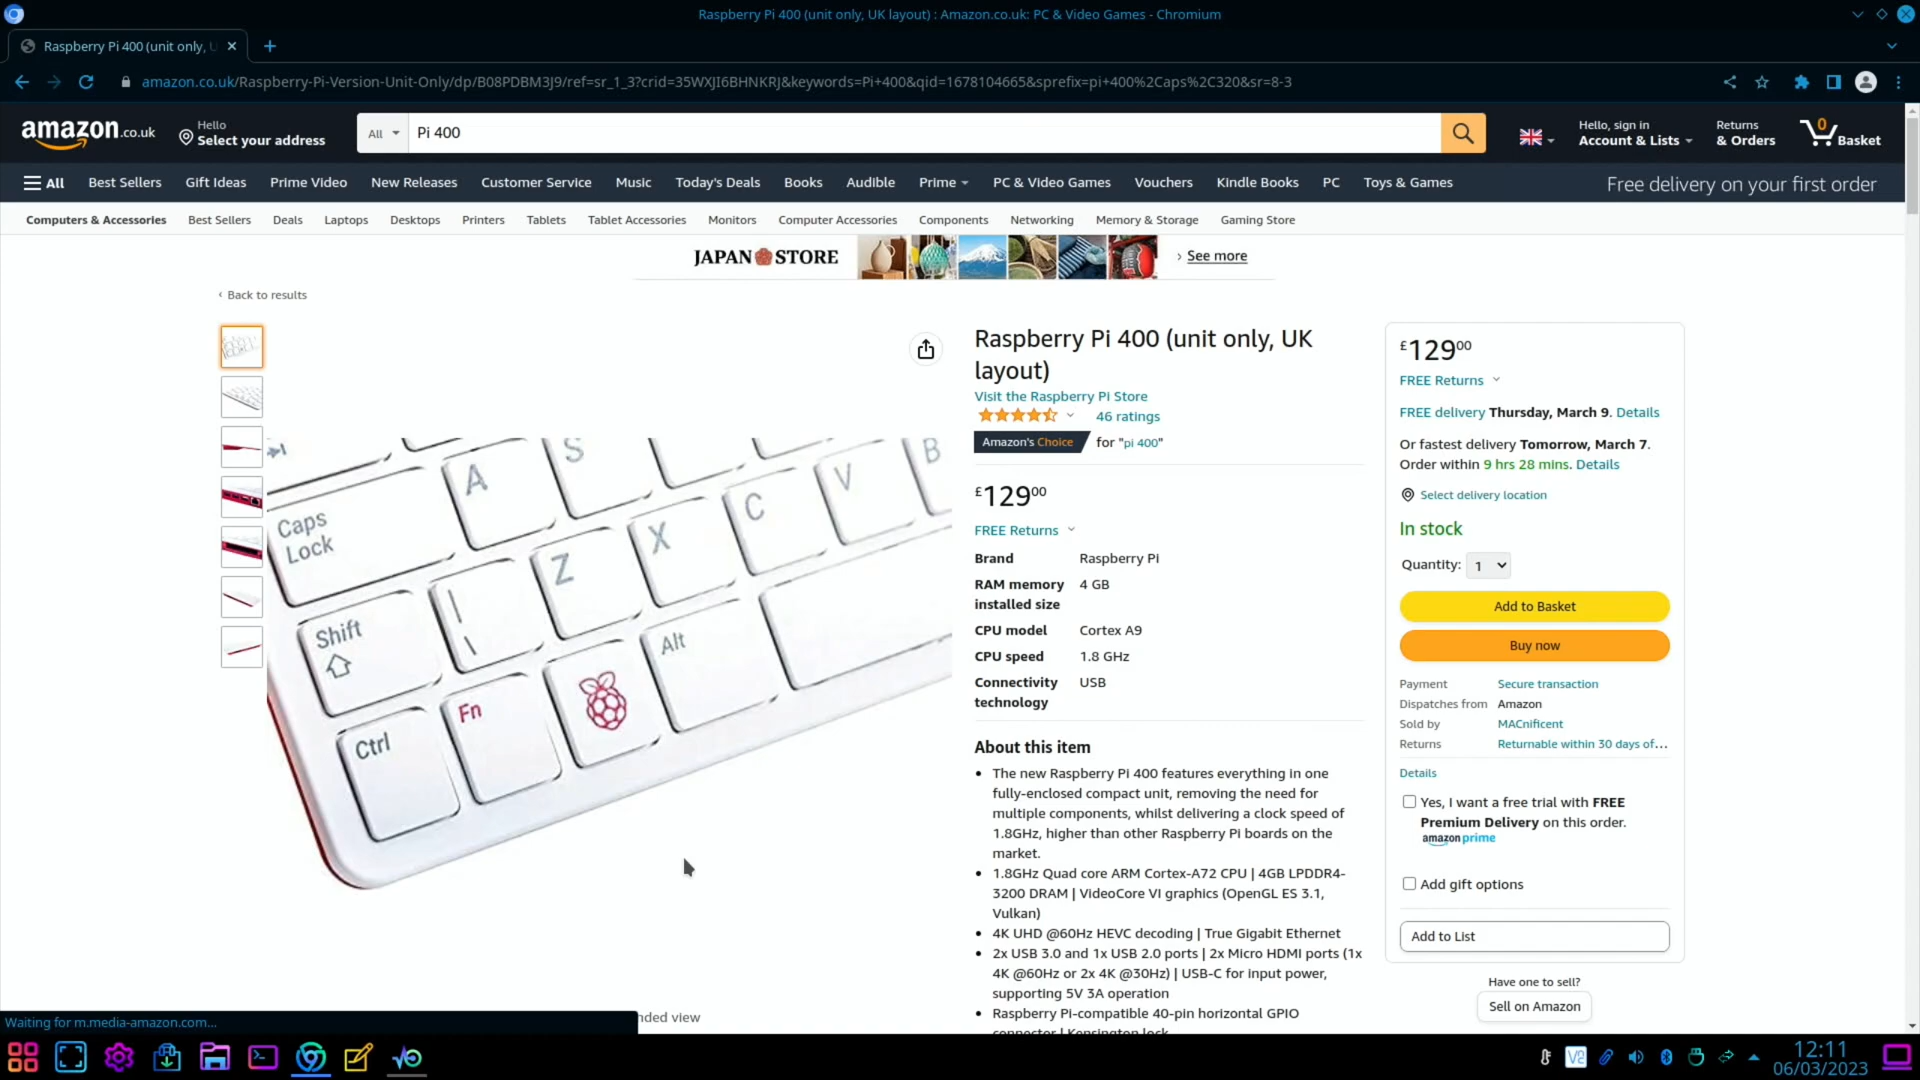 Raspberry Pi 400 (unit only, UK layout) : Amazon.co.uk: PC & Video Games - Chromium
Raspberry Pi 400 (unit only, U
amazon.co.uk/Raspberry-Pi-Version-Unit-Only/dp/B08PDBM3J9/ref=sr_1_3?crid=35WXJI6BHNKRJ&keywords=Pi+400&qid=1678104665&sprefix=pi+400%2Caps%2C320&sr=8-3
amazon.co.uk
Hello
Select your address
All
Pi 400
Hello, sign in
Account & Lists
Returns
& Orders
0
Basket
All Best Sellers Gift Ideas Prime Video New Releases Customer Service Music Today's Deals Books Audible Prime PC & Video Games Vouchers Kindle Books PC Toys & Games Free delivery on your first order
Computers & Accessories Best Sellers Deals Laptops Desktops Printers Tablets Tablet Accessories Monitors Computer Accessories Components Networking Memory & Storage Gaming Store
JAPAN STORE › See more
‹ Back to results
A S B
Caps Lock
C V
Z X
Shift
Alt
Fn
Ctrl
nded view
Raspberry Pi 400 (unit only, UK
layout)
Visit the Raspberry Pi Store
46 ratings
Amazon's Choice for "pi 400"
£12900
FREE Returns
Brand Raspberry Pi
RAM memory 4 GB
installed size
CPU model Cortex A9
CPU speed 1.8 GHz
Connectivity USB
technology
About this item
• The new Raspberry Pi 400 features everything in one
fully-enclosed compact unit, removing the need for
multiple components, whilst delivering a clock speed of
1.8GHz, higher than other Raspberry Pi boards on the
market.
• 1.8GHz Quad core ARM Cortex-A72 CPU | 4GB LPDDR4-
3200 DRAM | VideoCore VI graphics (OpenGL ES 3.1,
Vulkan)
• 4K UHD @60Hz HEVC decoding | True Gigabit Ethernet
• 2x USB 3.0 and 1x USB 2.0 ports | 2x Micro HDMI ports (1x
4K @60Hz or 2x 4K @30Hz) | USB-C for input power,
supporting 5V 3A operation
• Raspberry Pi-compatible 40-pin horizontal GPIO
connector | Kensington lock
£12900
FREE Returns
FREE delivery Thursday, March 9. Details
Or fastest delivery Tomorrow, March 7.
Order within 9 hrs 28 mins. Details
Select delivery location
In stock
Quantity: 1
Add to Basket
Buy now
Payment Secure transaction
Dispatches from Amazon
Sold by MACnificent
Returns Returnable within 30 days of...
Details
Yes, I want a free trial with FREE
Premium Delivery on this order.
amazon prime
Add gift options
Add to List
Have one to sell?
Sell on Amazon
Waiting for m.media-amazon.com...
12:11
06/03/2023